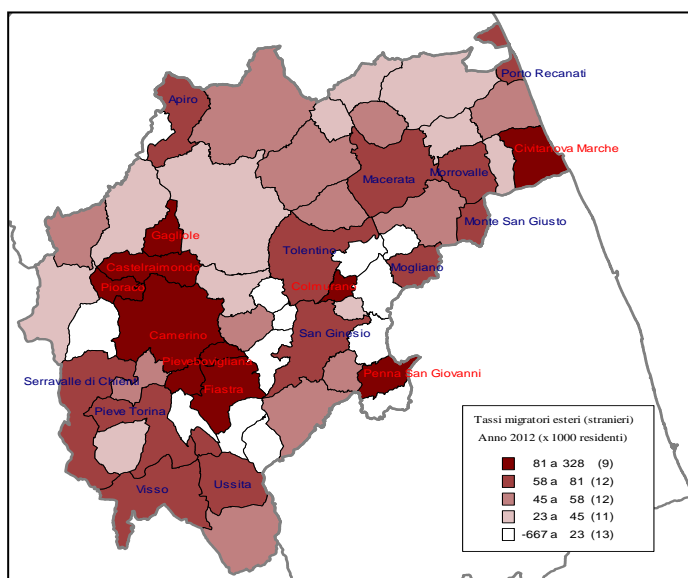 Porto Recanati
Apiro
Civitanova Marche
Macerata
Morrovalle
Monte San Giusto
Gagliole
Tolentino
Castelraimondo
Mogliano
Pioraco
Colmurano
Camerino
San Ginesio
Pievebovigliana
Serravalle di Chienti
Fiastra
Penna San Giovanni
Pieve Torina
Visso
Ussita
Tassi migratori esteri (stranieri)
Anno 2012 (x 1000 residenti)
81 a 328 (9)
58 a 81 (12)
45 a 58 (12)
23 a 45 (11)
-667 a 23 (13)